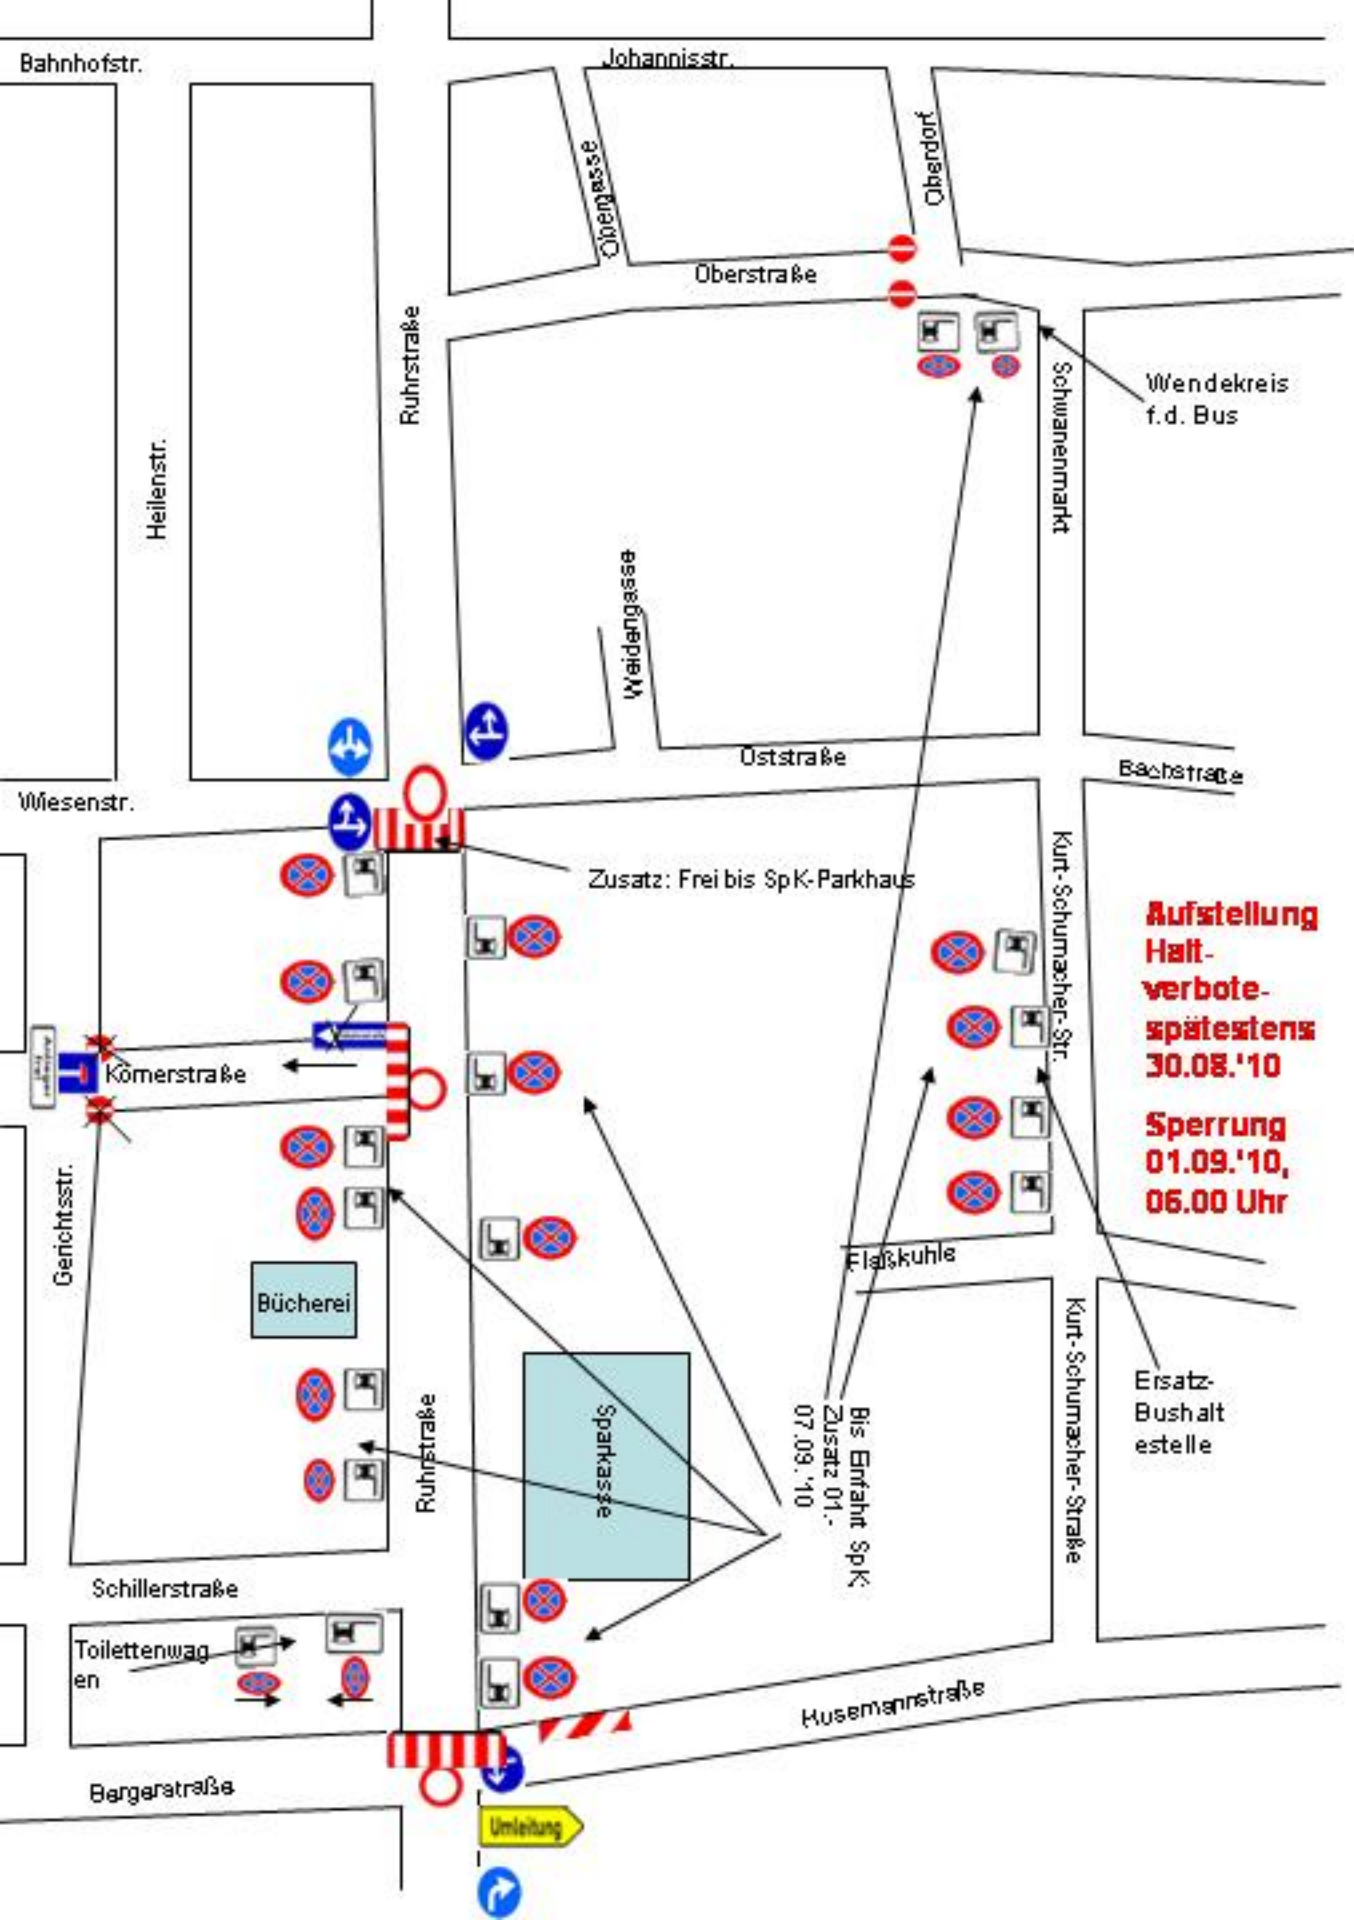 Bahnhofstr.
Johannisstr.
Obergasse
Oberdorf
Oberstraße
Ruhrstraße
Wendekreis
f.d. Bus
Schwanenmarkt
Heilenstr.
Weidengasse
Oststraße
Bachstraße
Wiesenstr.
Zusatz: Frei bis SpK-Parkhaus
Kurt-Schumacher-Str.
Aufstellung
Halt-
verbote-
spätestens
30.08.'10
Sperrung
01.09.'10,
06.00 Uhr
Körnerstraße
Gerichtsstr.
Flaßkuhle
Bücherei
Ersatz-
Bushalt
estelle
Kurt-Schumacher-Straße
Ruhrstraße
Sparkasse
Bis Einfahrt SpK
Zusatz 01.-
07.09.'10
Schillerstraße
Toilettenwag
en
Husemannstraße
Bergerstraße
Umleitung